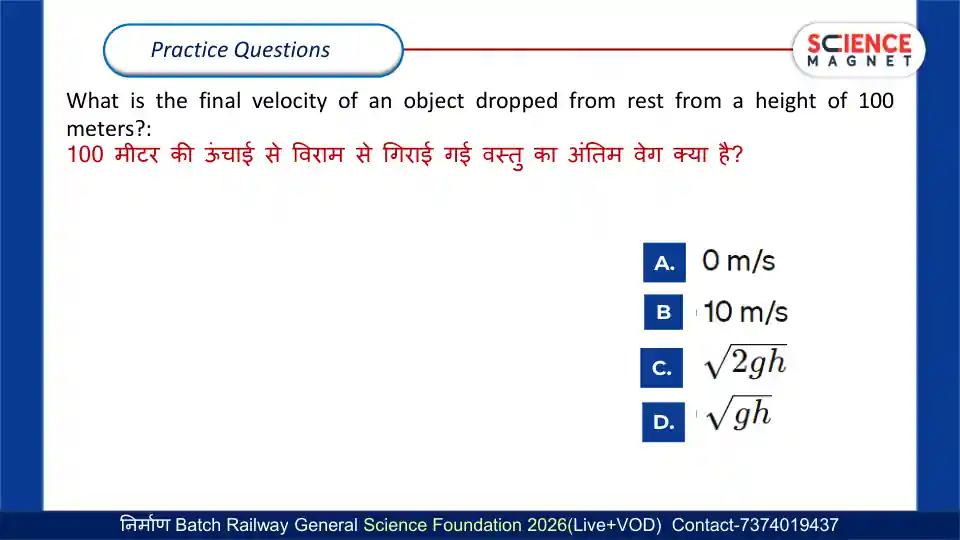 Practice Questions
SCIENCE
MAGNET
What is the final velocity of an object dropped from rest from a height of 100
meters?:
100 मीटर की ऊंचाई से विराम से गिराई गई वस्तु का अंतिम वेग क्या है?
A. 0 m/s
B 10 m/s
C. √2gh
D. √gh
निर्माण Batch Railway General Science Foundation 2026(Live+VOD) Contact-7374019437